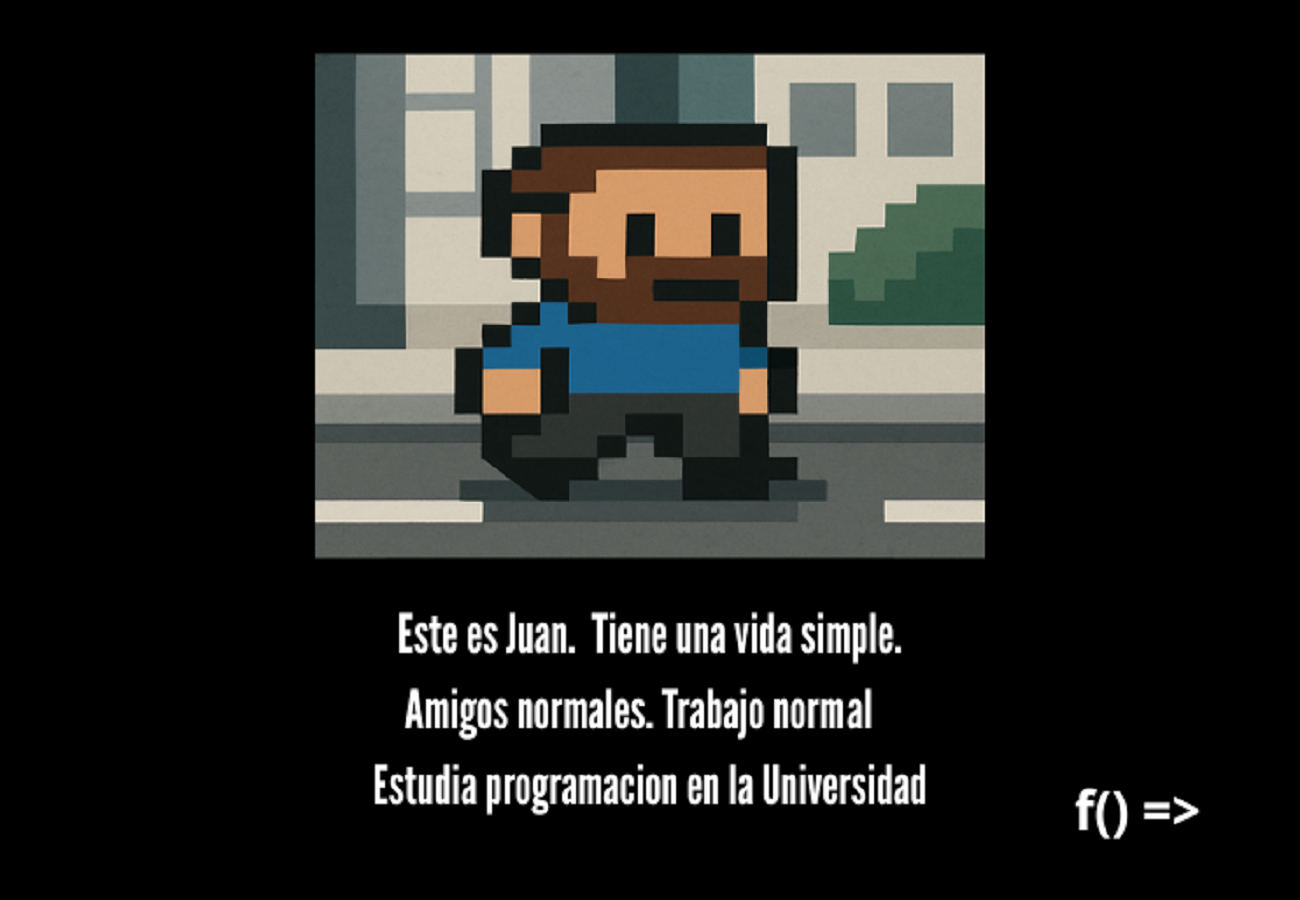 Este es Juan.  Tiene una vida simple.
Amigos normales. Trabajo normal
Estudia programacion en la Universidad
f() =>